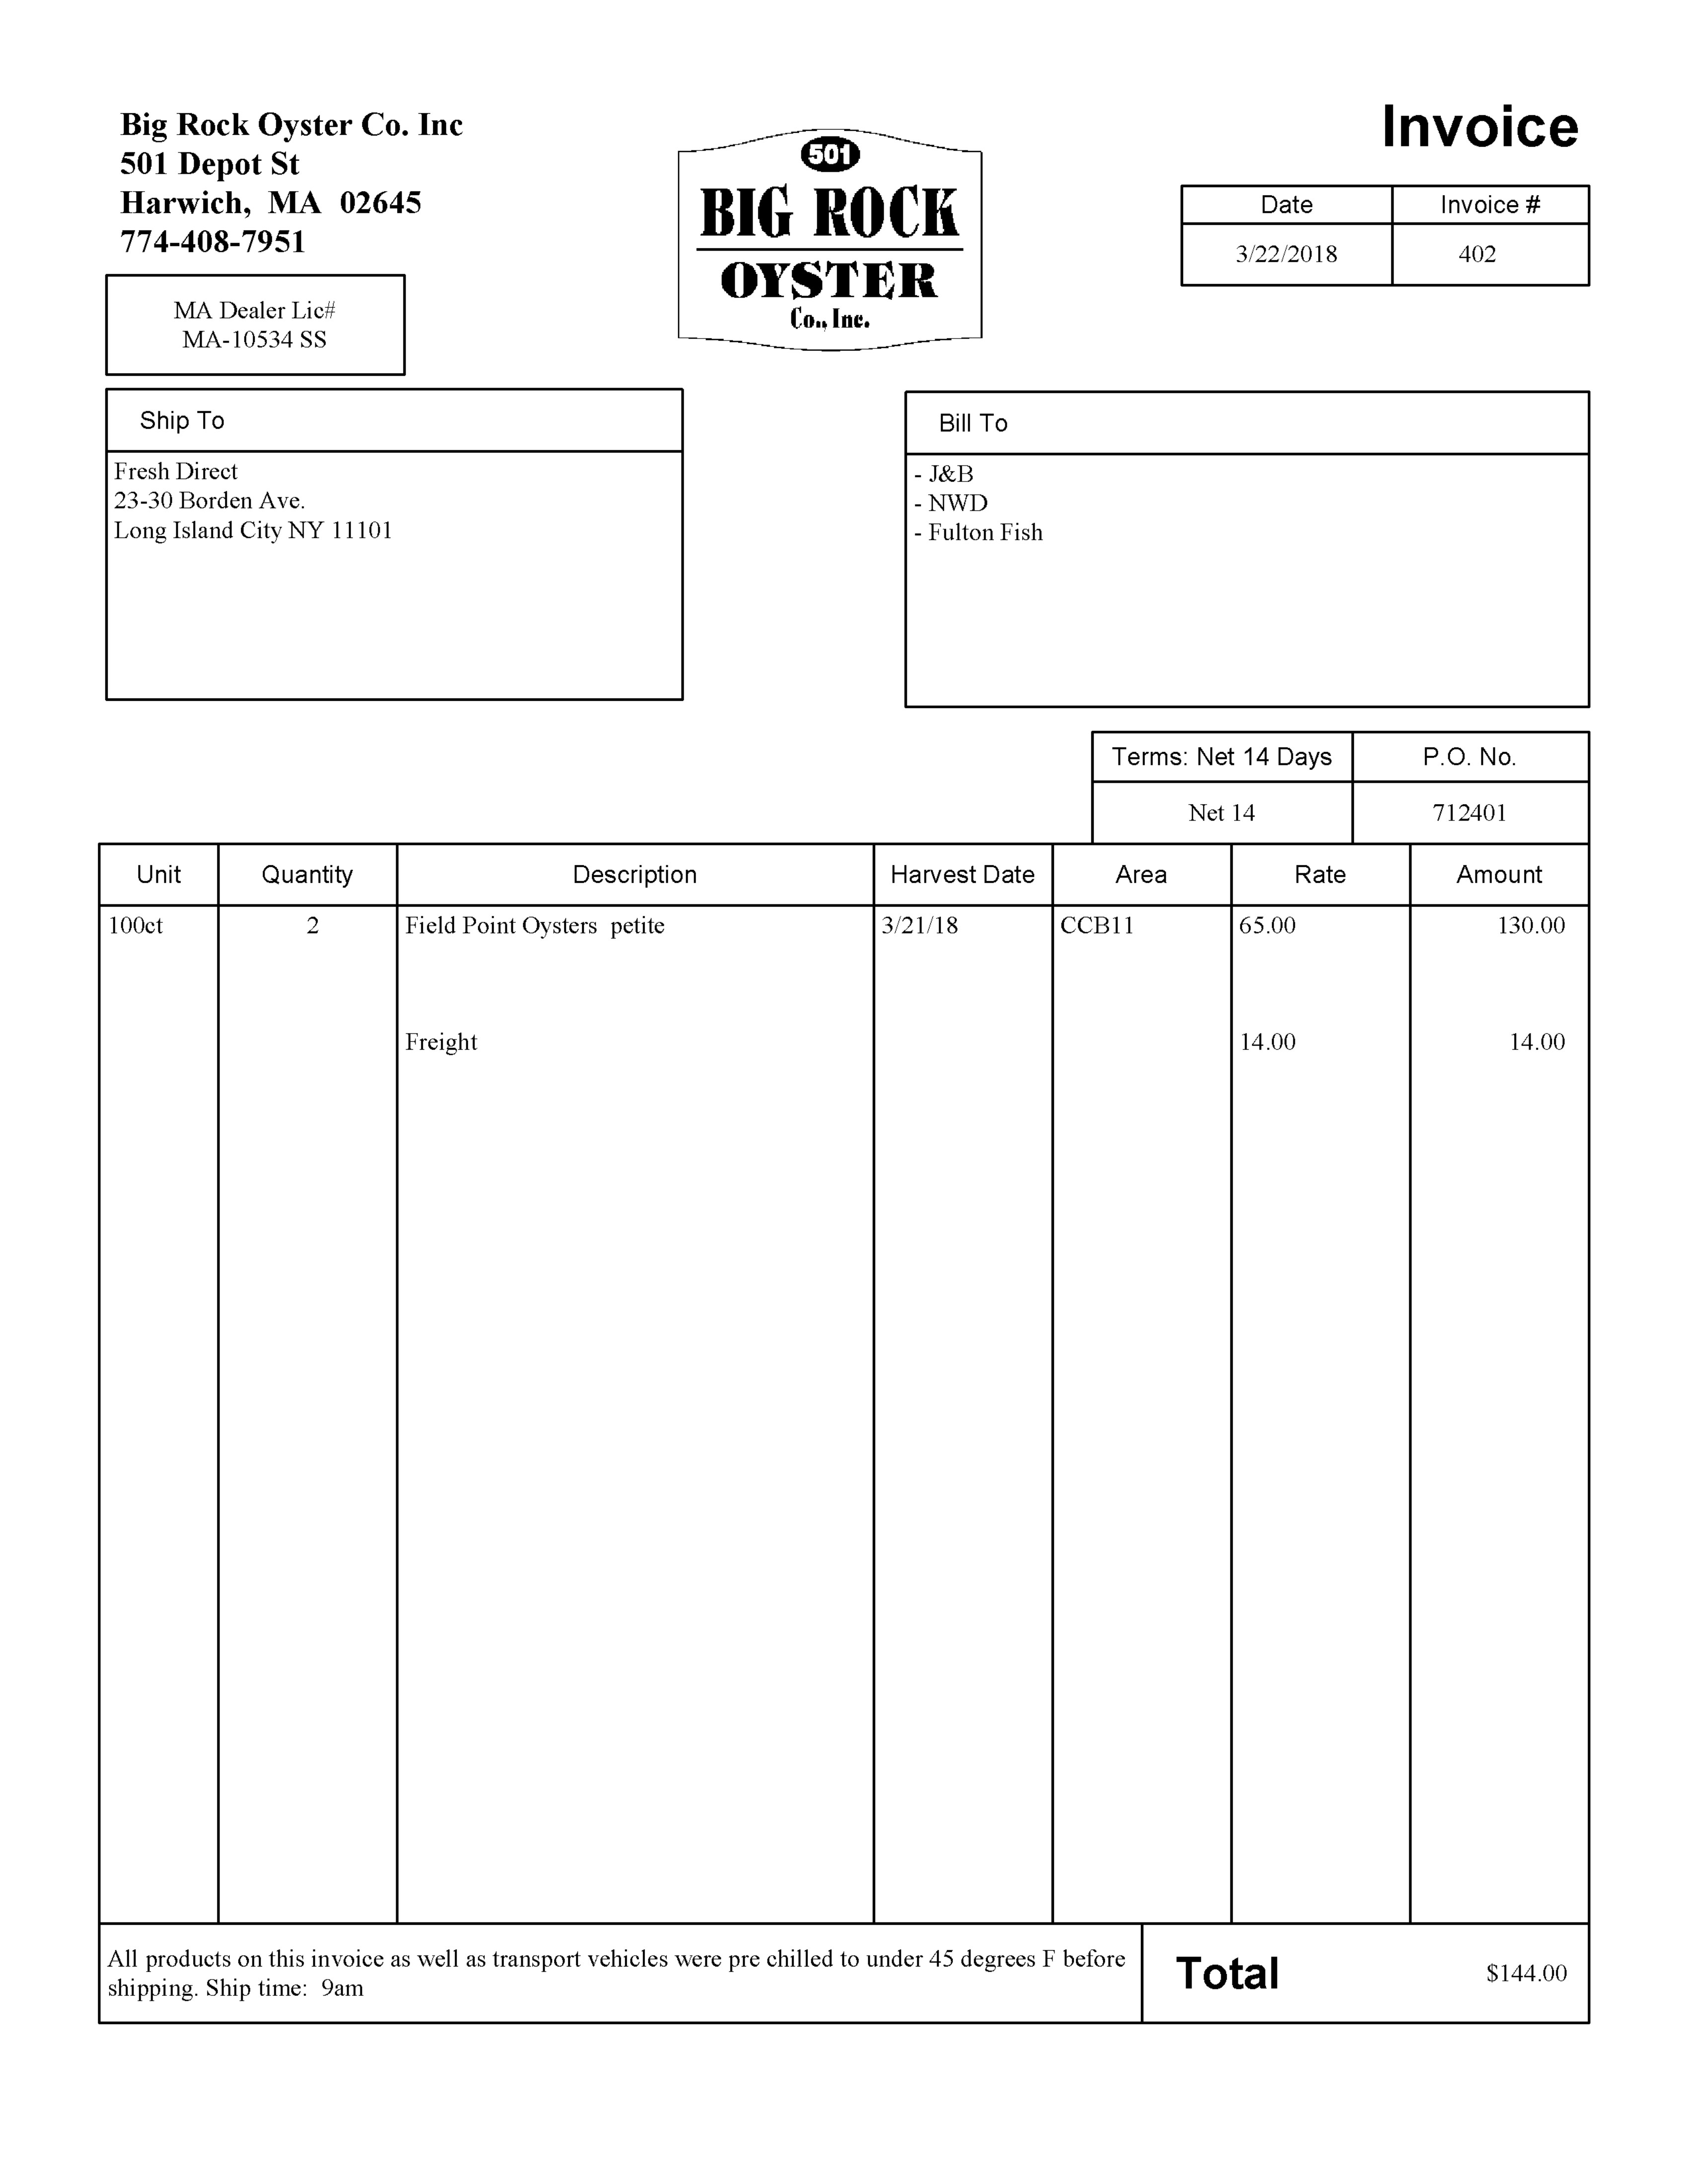 Big Rock Oyster Co. Inc
501 Depot St
Harwich, MA 02645
774-408-7951
MA Dealer Lic#
MA-10534 SS
501
BIG ROCK
OYSTER
Co., Inc.
Invoice
Date Invoice #
3/22/2018 402
Ship To
Fresh Direct
23-30 Borden Ave.
Long Island City NY 11101
Bill To
- J&B
- NWD
- Fulton Fish
Terms: Net 14 Days P.O. No.
Net 14 712401
Unit Quantity Description Harvest Date Area Rate Amount
100ct 2 Field Point Oysters petite 3/21/18 CCB11 65.00 130.00
Freight 14.00 14.00
All products on this invoice as well as transport vehicles were pre chilled to under 45 degrees F before
shipping. Ship time: 9am
Total $144.00